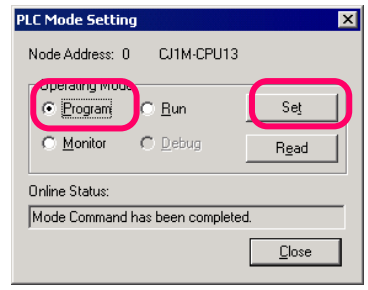 PLC Mode Setting
Node Address: 0 CJ1M-CPU13
Operating Mode
Program Run Set
Monitor Debug Read
Online Status:
Mode Command has been completed.
Close